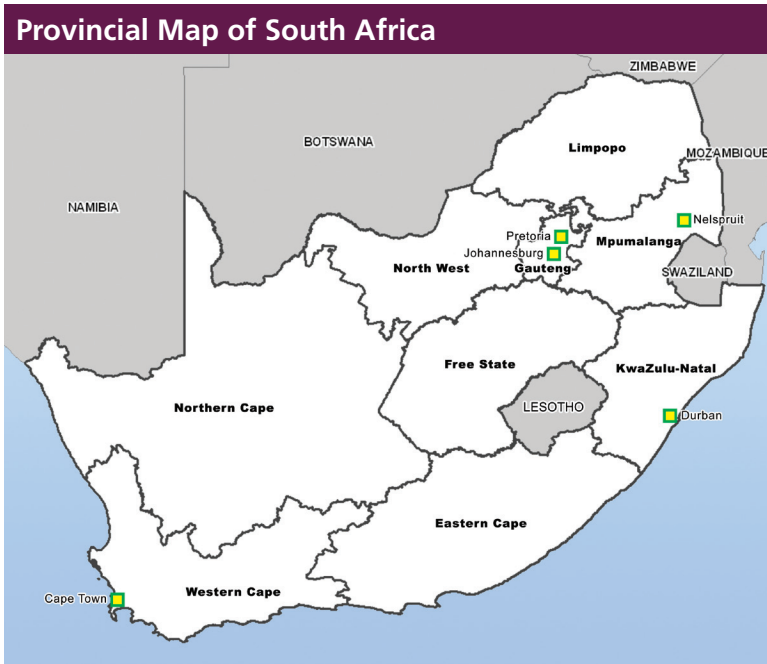 Provincial Map of South Africa
ZIMBABWE
BOTSWANA
Limpopo
MOZAMBIQUE
NAMIBIA
Nelspruit
Pretoria
Mpumalanga
Johannesburg
North West
Gauteng
SWAZILAND
Free State
KwaZulu-Natal
Northern Cape
LESOTHO
Durban
Eastern Cape
Western Cape
Cape Town